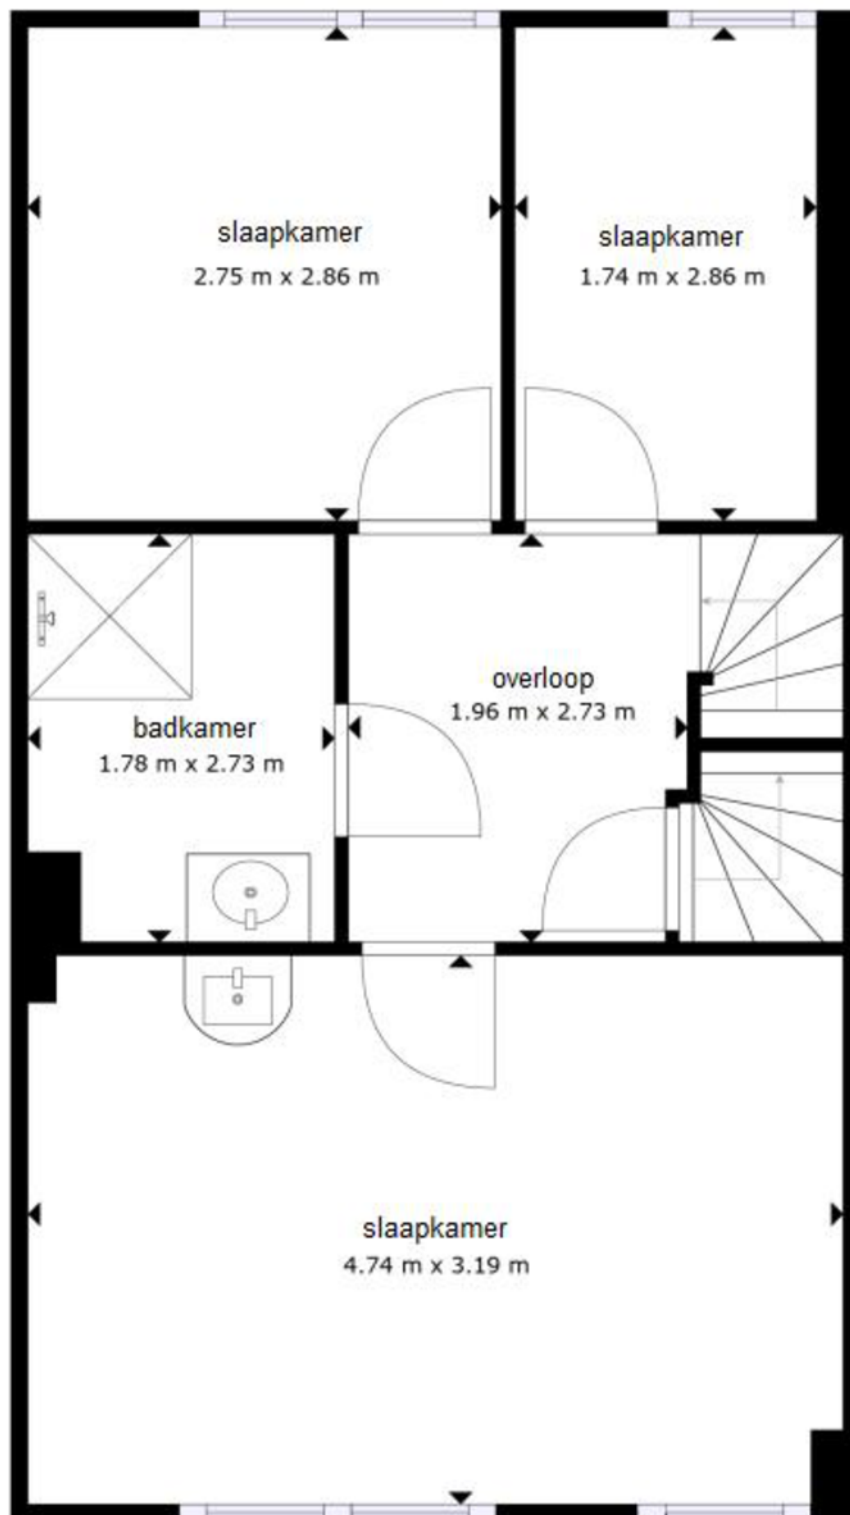 slaapkamer
2.75 m x 2.86 m
slaapkamer
1.74 m x 2.86 m
overloop
1.96 m x 2.73 m
badkamer
1.78 m x 2.73 m
slaapkamer
4.74 m x 3.19 m